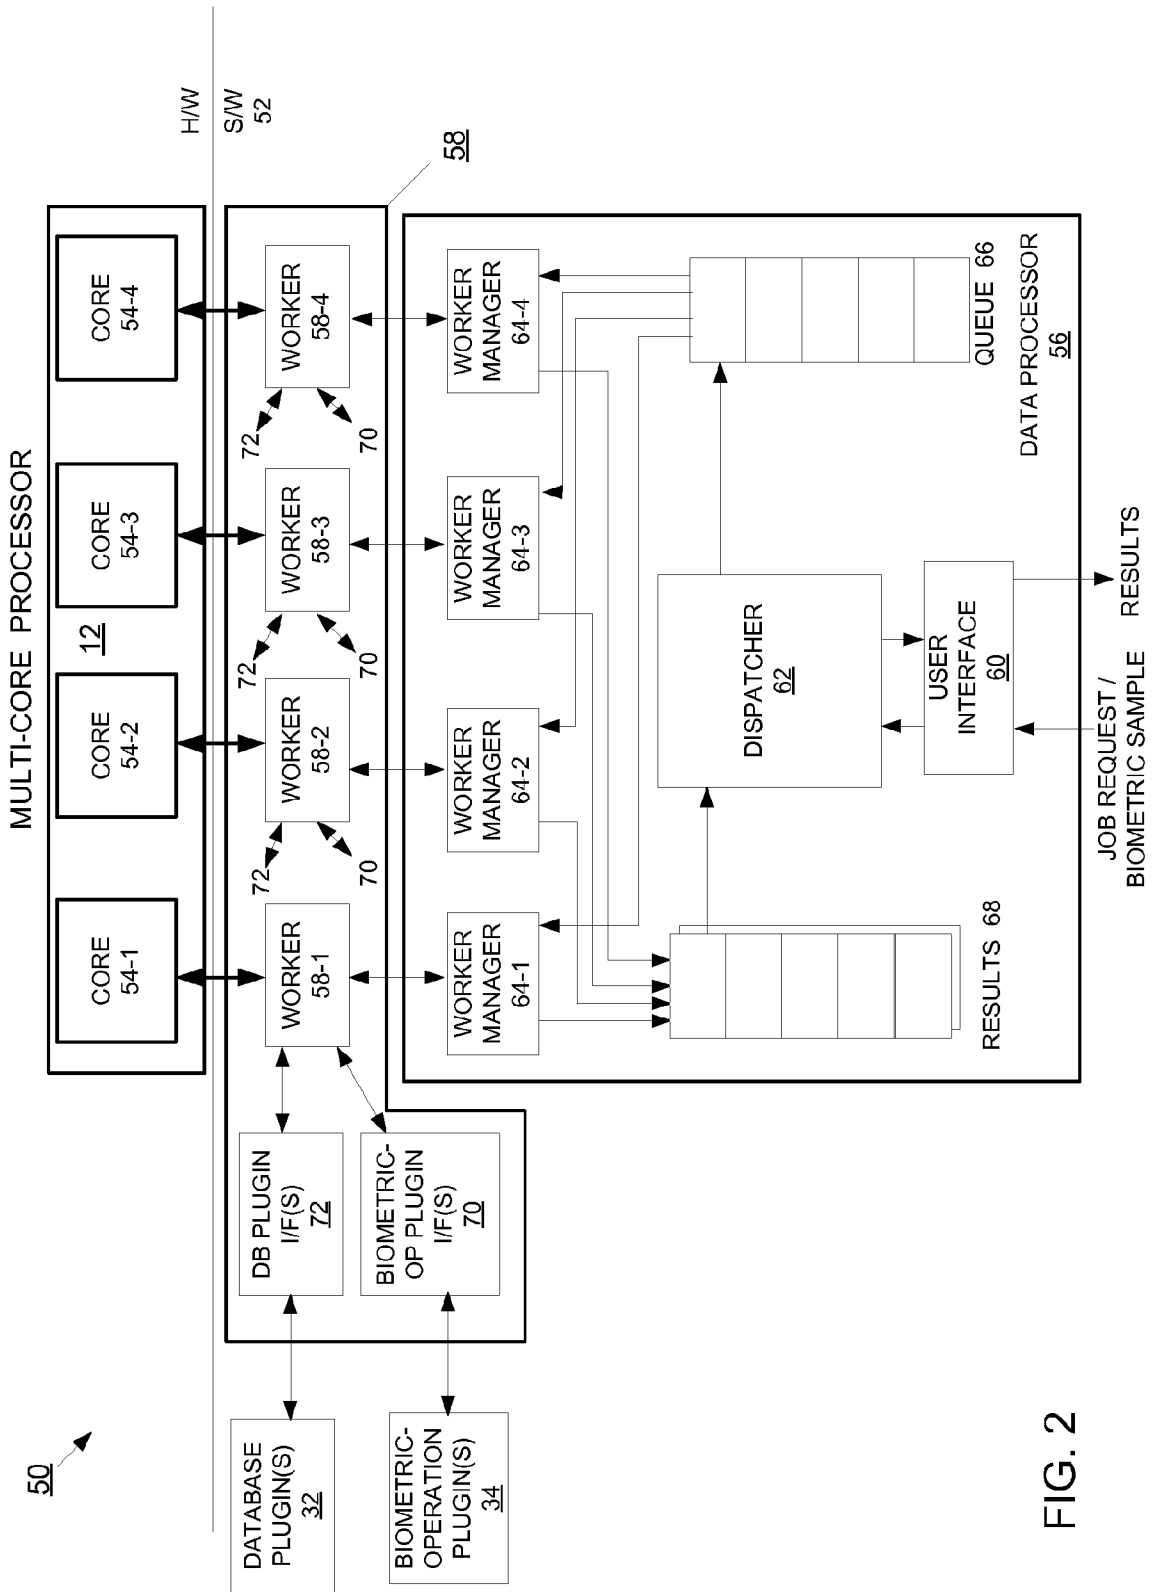 50
MULTI-CORE PROCESSOR
CORE
54-1
CORE
54-2
12
CORE
54-3
CORE
54-4
H/W
S/W
52
DATABASE
PLUGIN(S)
32
DB PLUGIN
I/F(S)
72
WORKER
58-1
72
WORKER
58-2
72
WORKER
58-3
72
WORKER
58-4
BIOMETRIC-
OPERATION
PLUGIN(S)
34
BIOMETRIC-
OP PLUGIN
I/F(S)
70
70
70
70
58
WORKER
MANAGER
64-1
WORKER
MANAGER
64-2
WORKER
MANAGER
64-3
WORKER
MANAGER
64-4
DISPATCHER
62
RESULTS 68
QUEUE 66
USER
INTERFACE
60
DATA PROCESSOR
56
JOB REQUEST /
BIOMETRIC SAMPLE
RESULTS
FIG. 2